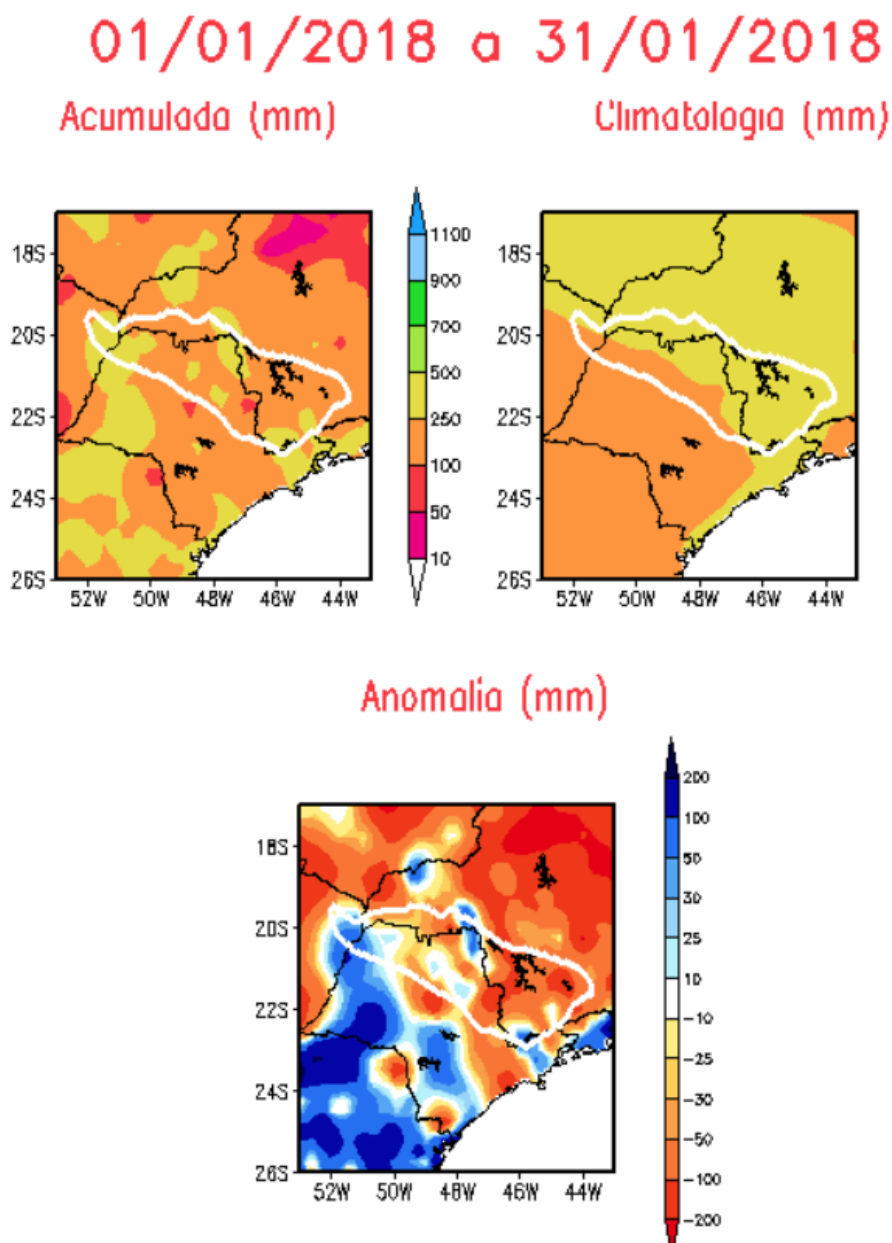 01/01/2018 a 31/01/2018
Acumulada (mm)
Climatologia (mm)
18S
20S
22S
24S
26S
52W 50W 48W 46W 44W
1100
900
700
500
250
100
50
10
18S
20S
22S
24S
26S
52W 50W 48W 46W 44W
Anomalia (mm)
18S
20S
22S
24S
26S
52W 50W 48W 46W 44W
200
100
50
30
25
10
-10
-25
-30
-50
-100
-200